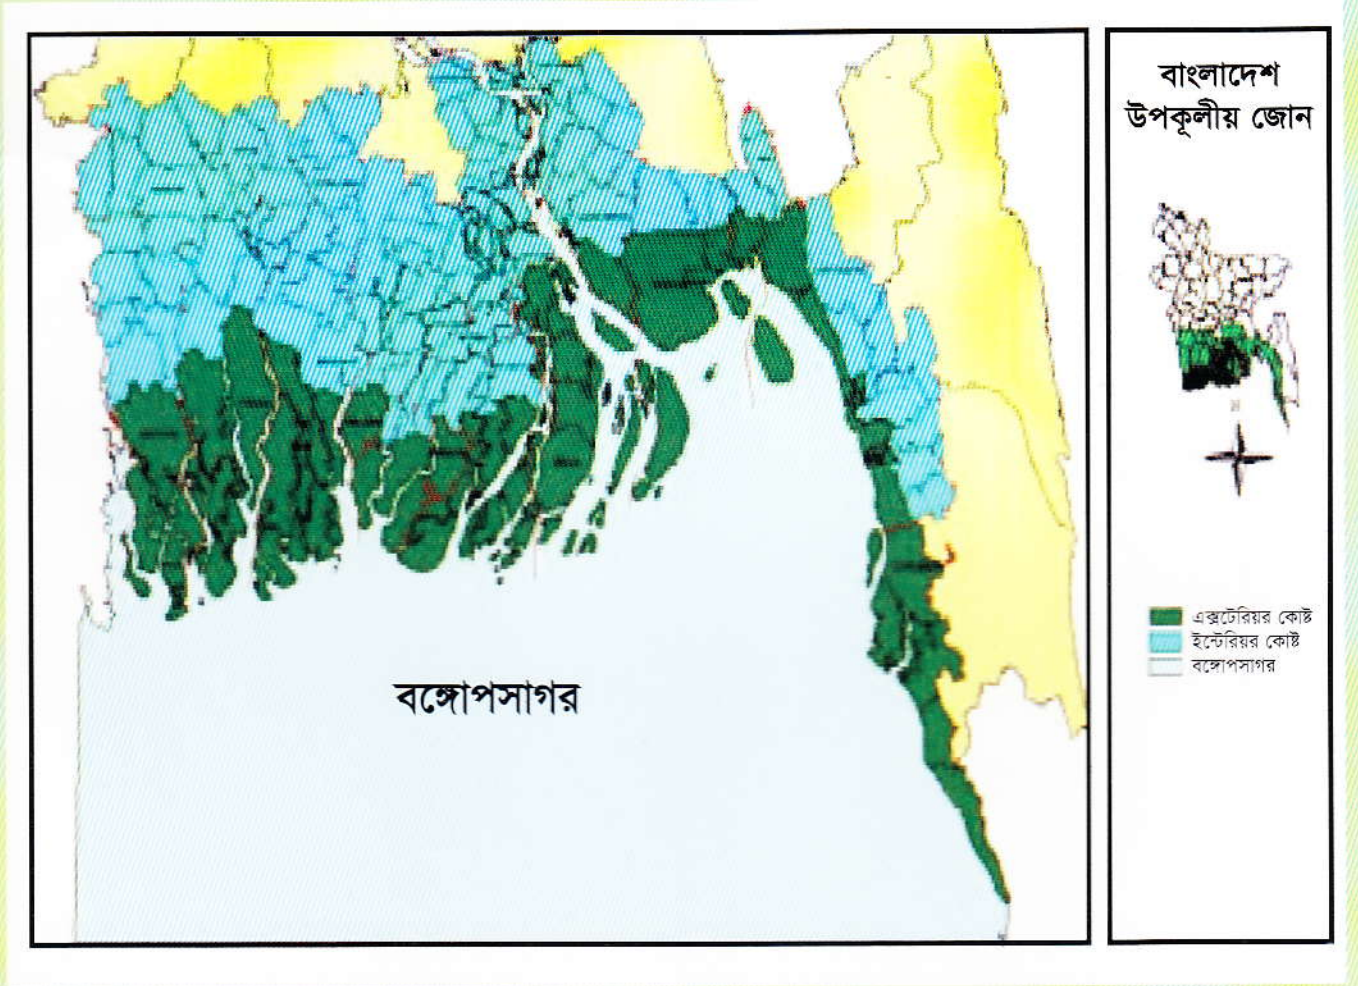 বাংলাদেশ
উপকূলীয় জোন
এক্সটেরিয়র কোষ্ট
ইন্টেরিয়র কোষ্ট
বঙ্গোপসাগর
বঙ্গোপসাগর